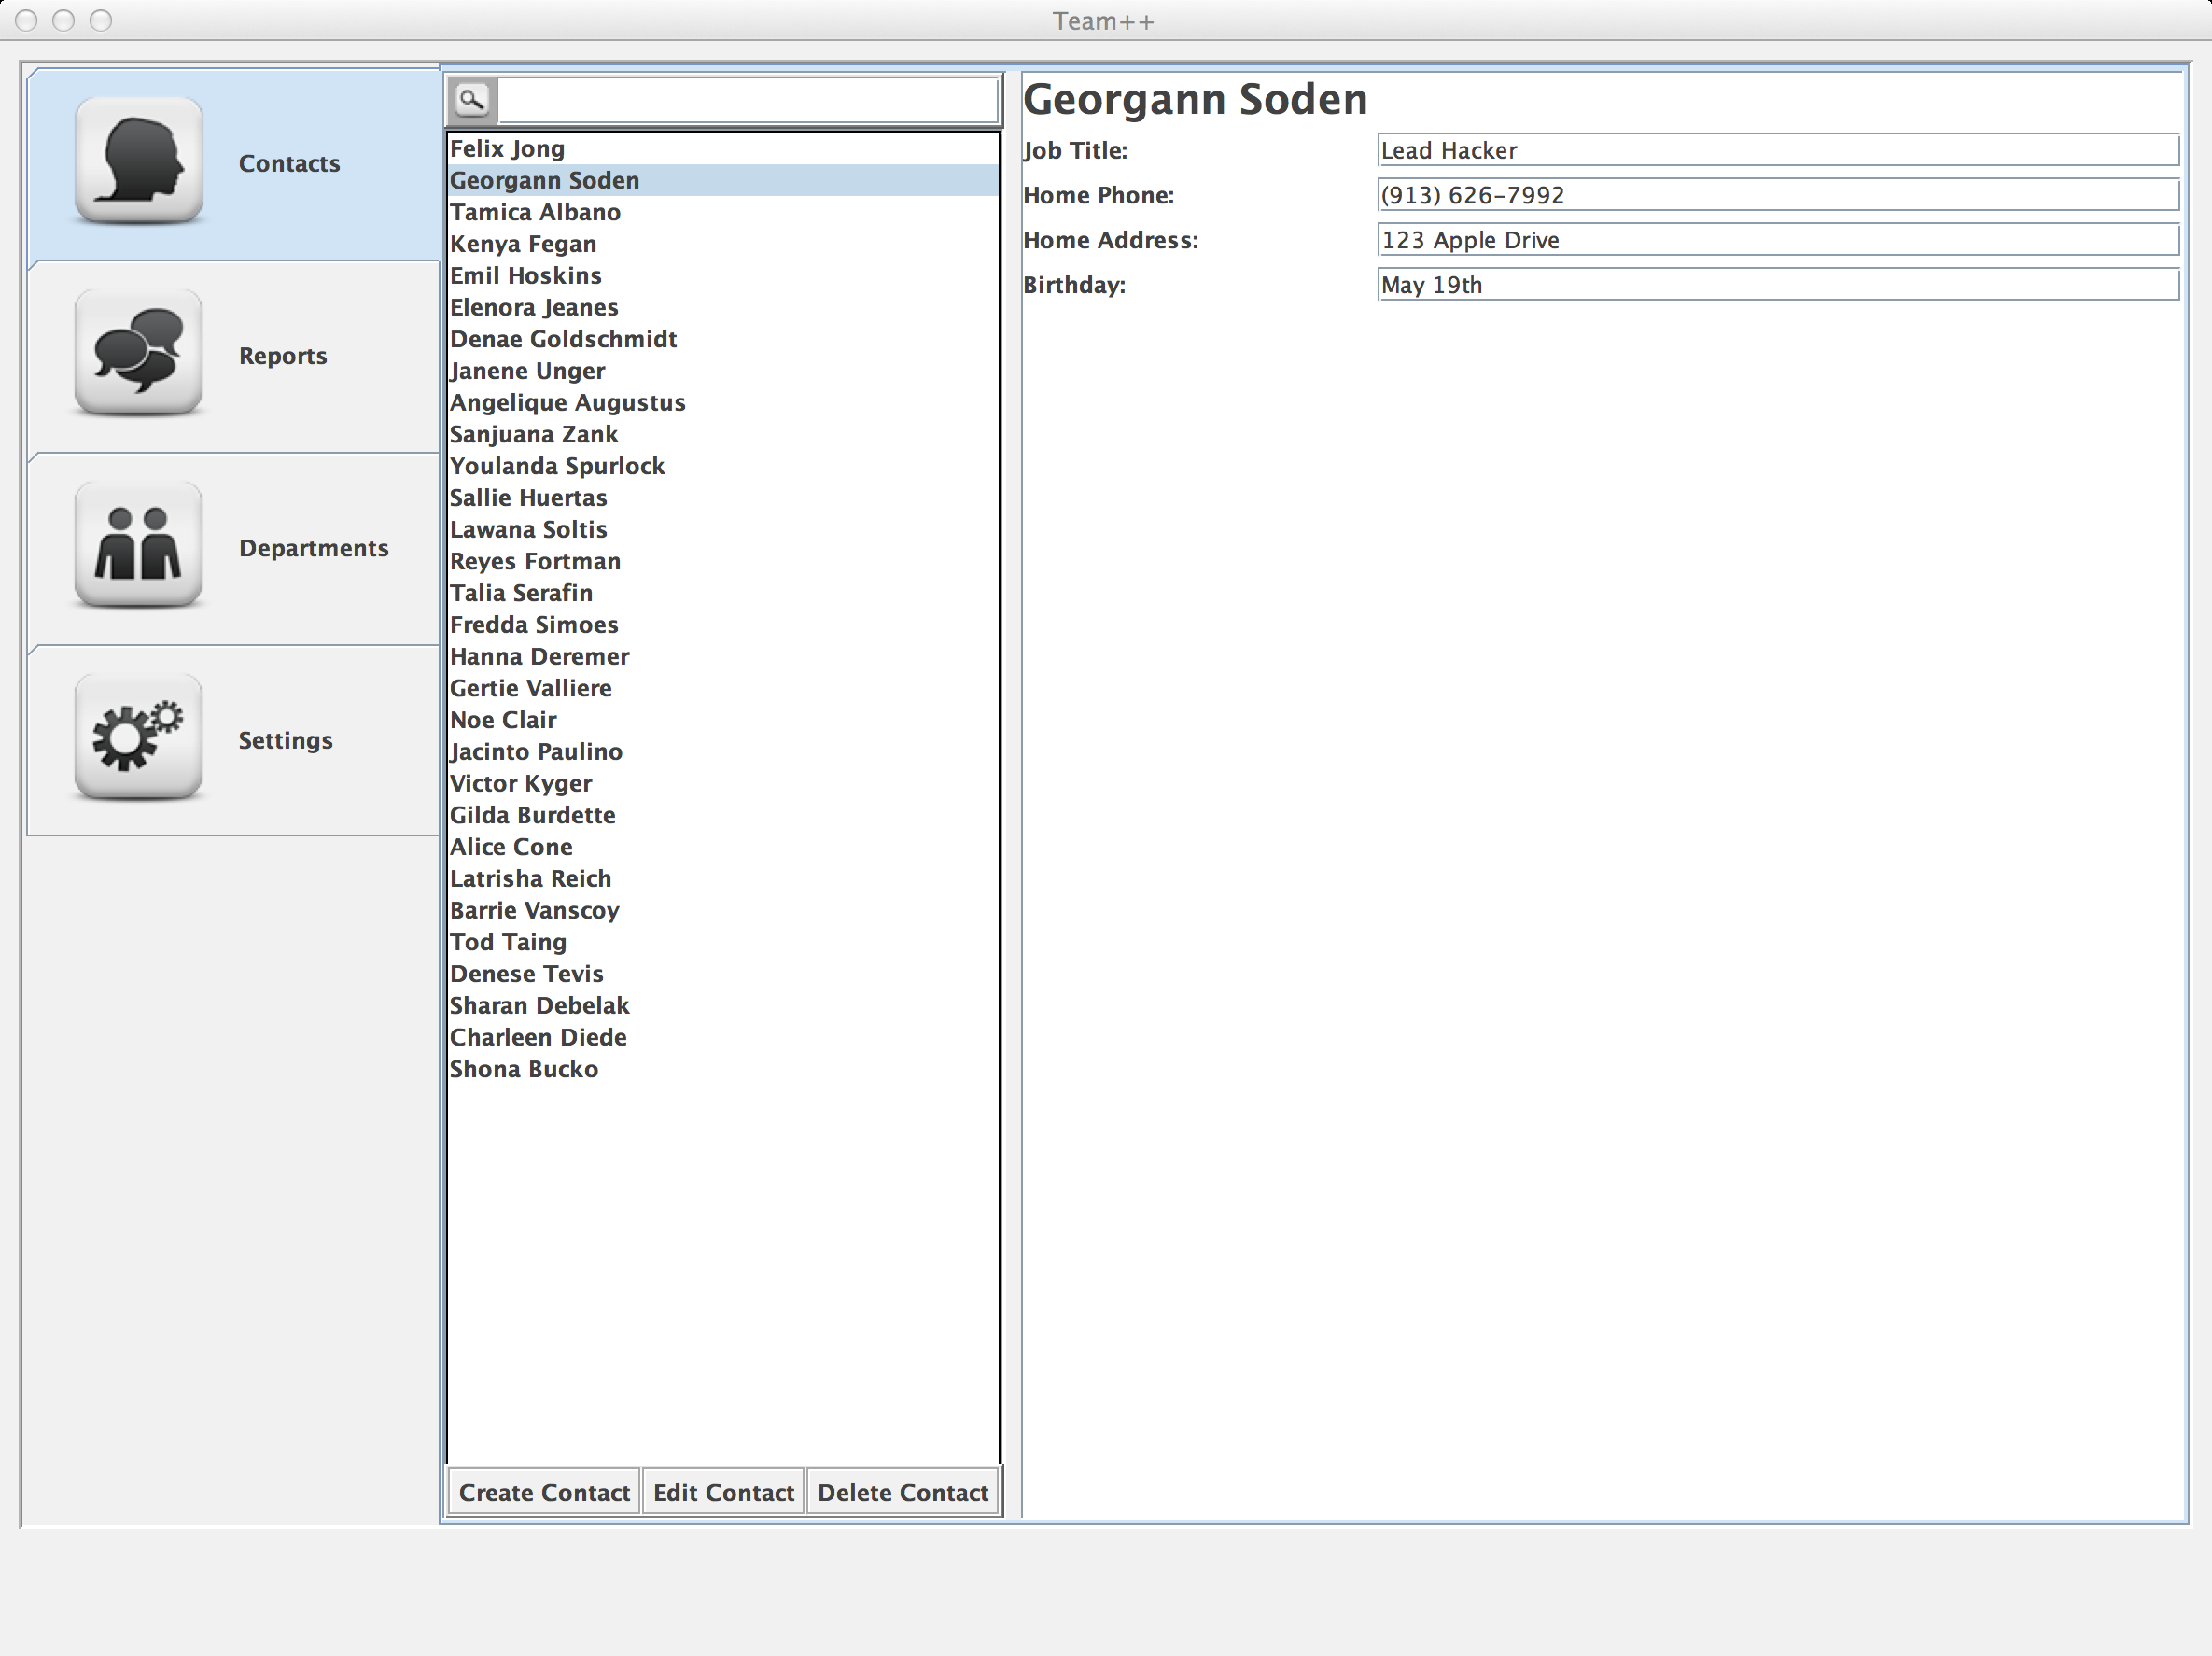 Team++
Contacts
Reports
Departments
Settings
Felix Jong
Georgann Soden
Tamica Albano
Kenya Fegan
Emil Hoskins
Elenora Jeanes
Denae Goldschmidt
Janene Unger
Angelique Augustus
Sanjuana Zank
Youlanda Spurlock
Sallie Huertas
Lawana Soltis
Reyes Fortman
Talia Serafin
Fredda Simoes
Hanna Deremer
Gertie Valliere
Noe Clair
Jacinto Paulino
Victor Kyger
Gilda Burdette
Alice Cone
Latrisha Reich
Barrie Vanscoy
Tod Taing
Denese Tevis
Sharan Debelak
Charleen Diede
Shona Bucko
Create Contact Edit Contact Delete Contact
Georgann Soden
Job Title: Lead Hacker
Home Phone: (913) 626-7992
Home Address: 123 Apple Drive
Birthday: May 19th